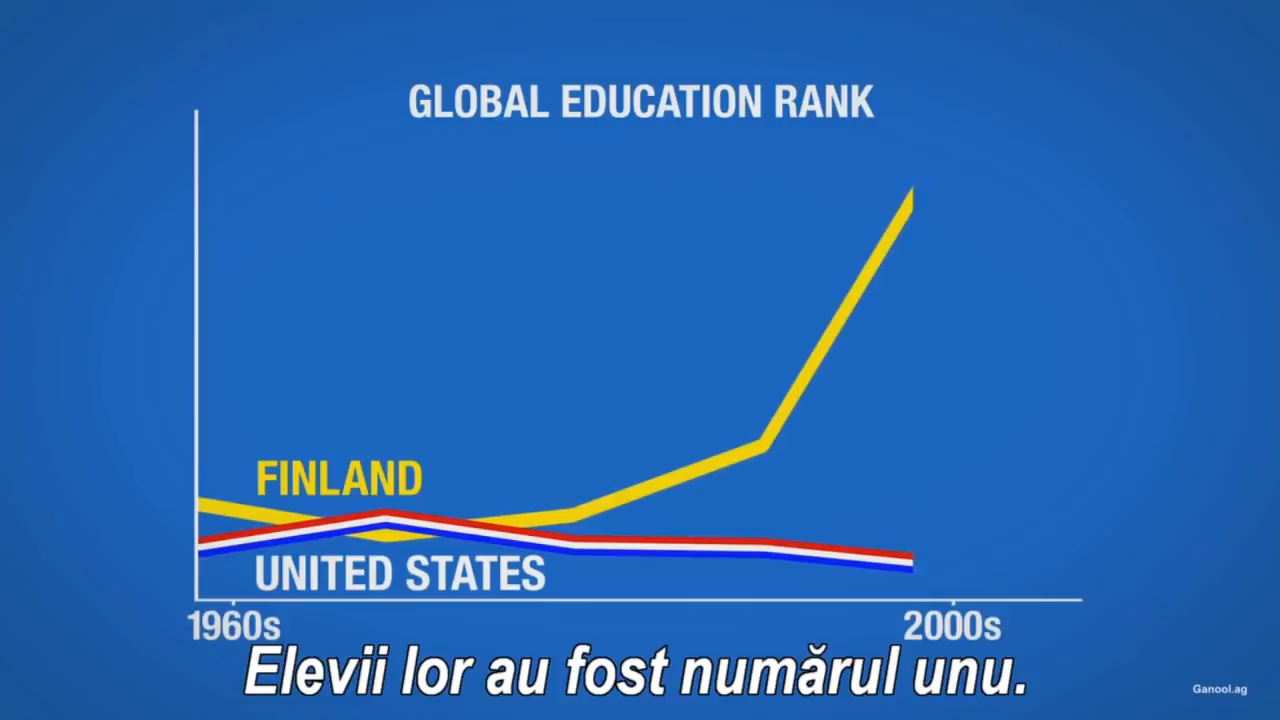 GLOBAL EDUCATION RANK
FINLAND
UNITED STATES
1960s
2000s
Elevii lor au fost numărul unu.
Ganool.ag